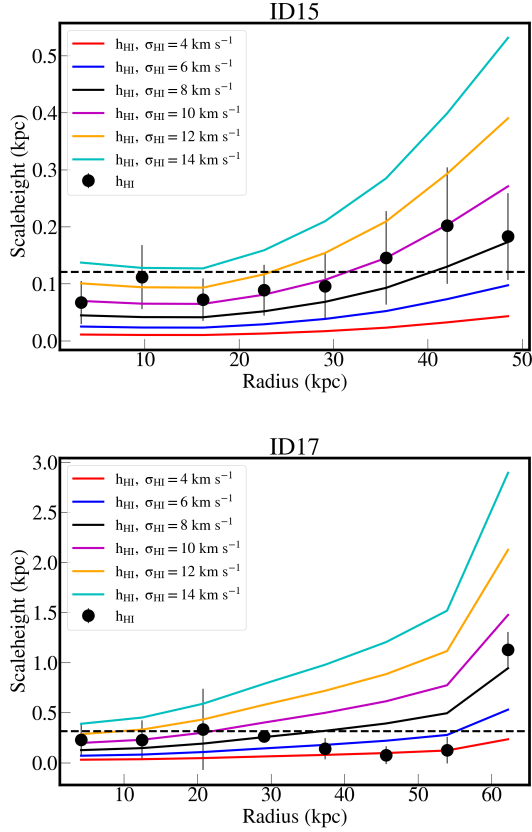 ID15
h_HI, σ_HI = 4 km s⁻¹
h_HI, σ_HI = 6 km s⁻¹
h_HI, σ_HI = 8 km s⁻¹
h_HI, σ_HI = 10 km s⁻¹
h_HI, σ_HI = 12 km s⁻¹
h_HI, σ_HI = 14 km s⁻¹
h_HI
Scaleheight (kpc)
0.5
0.4
0.3
0.2
0.1
0.0
0 10 20 30 40 50
Radius (kpc)
ID17
h_HI, σ_HI = 4 km s⁻¹
h_HI, σ_HI = 6 km s⁻¹
h_HI, σ_HI = 8 km s⁻¹
h_HI, σ_HI = 10 km s⁻¹
h_HI, σ_HI = 12 km s⁻¹
h_HI, σ_HI = 14 km s⁻¹
h_HI
Scaleheight (kpc)
3.0
2.5
2.0
1.5
1.0
0.5
0.0
10 20 30 40 50 60
Radius (kpc)